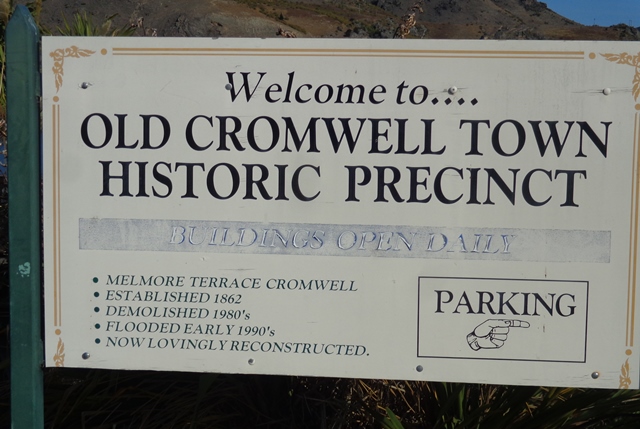 Welcome to....
OLD CROMWELL TOWN
HISTORIC PRECINCT
BUILDINGS OPEN DAILY
• MELMORE TERRACE CROMWELL
• ESTABLISHED 1862
• DEMOLISHED 1980's
• FLOODED EARLY 1990's
• NOW LOVINGLY RECONSTRUCTED.
PARKING